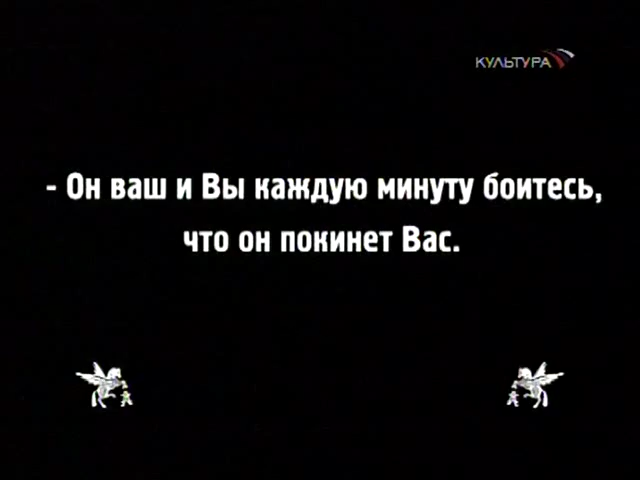 КУЛЬТУРА
- Он ваш и Вы каждую минуту боитесь,
что он покинет Вас.